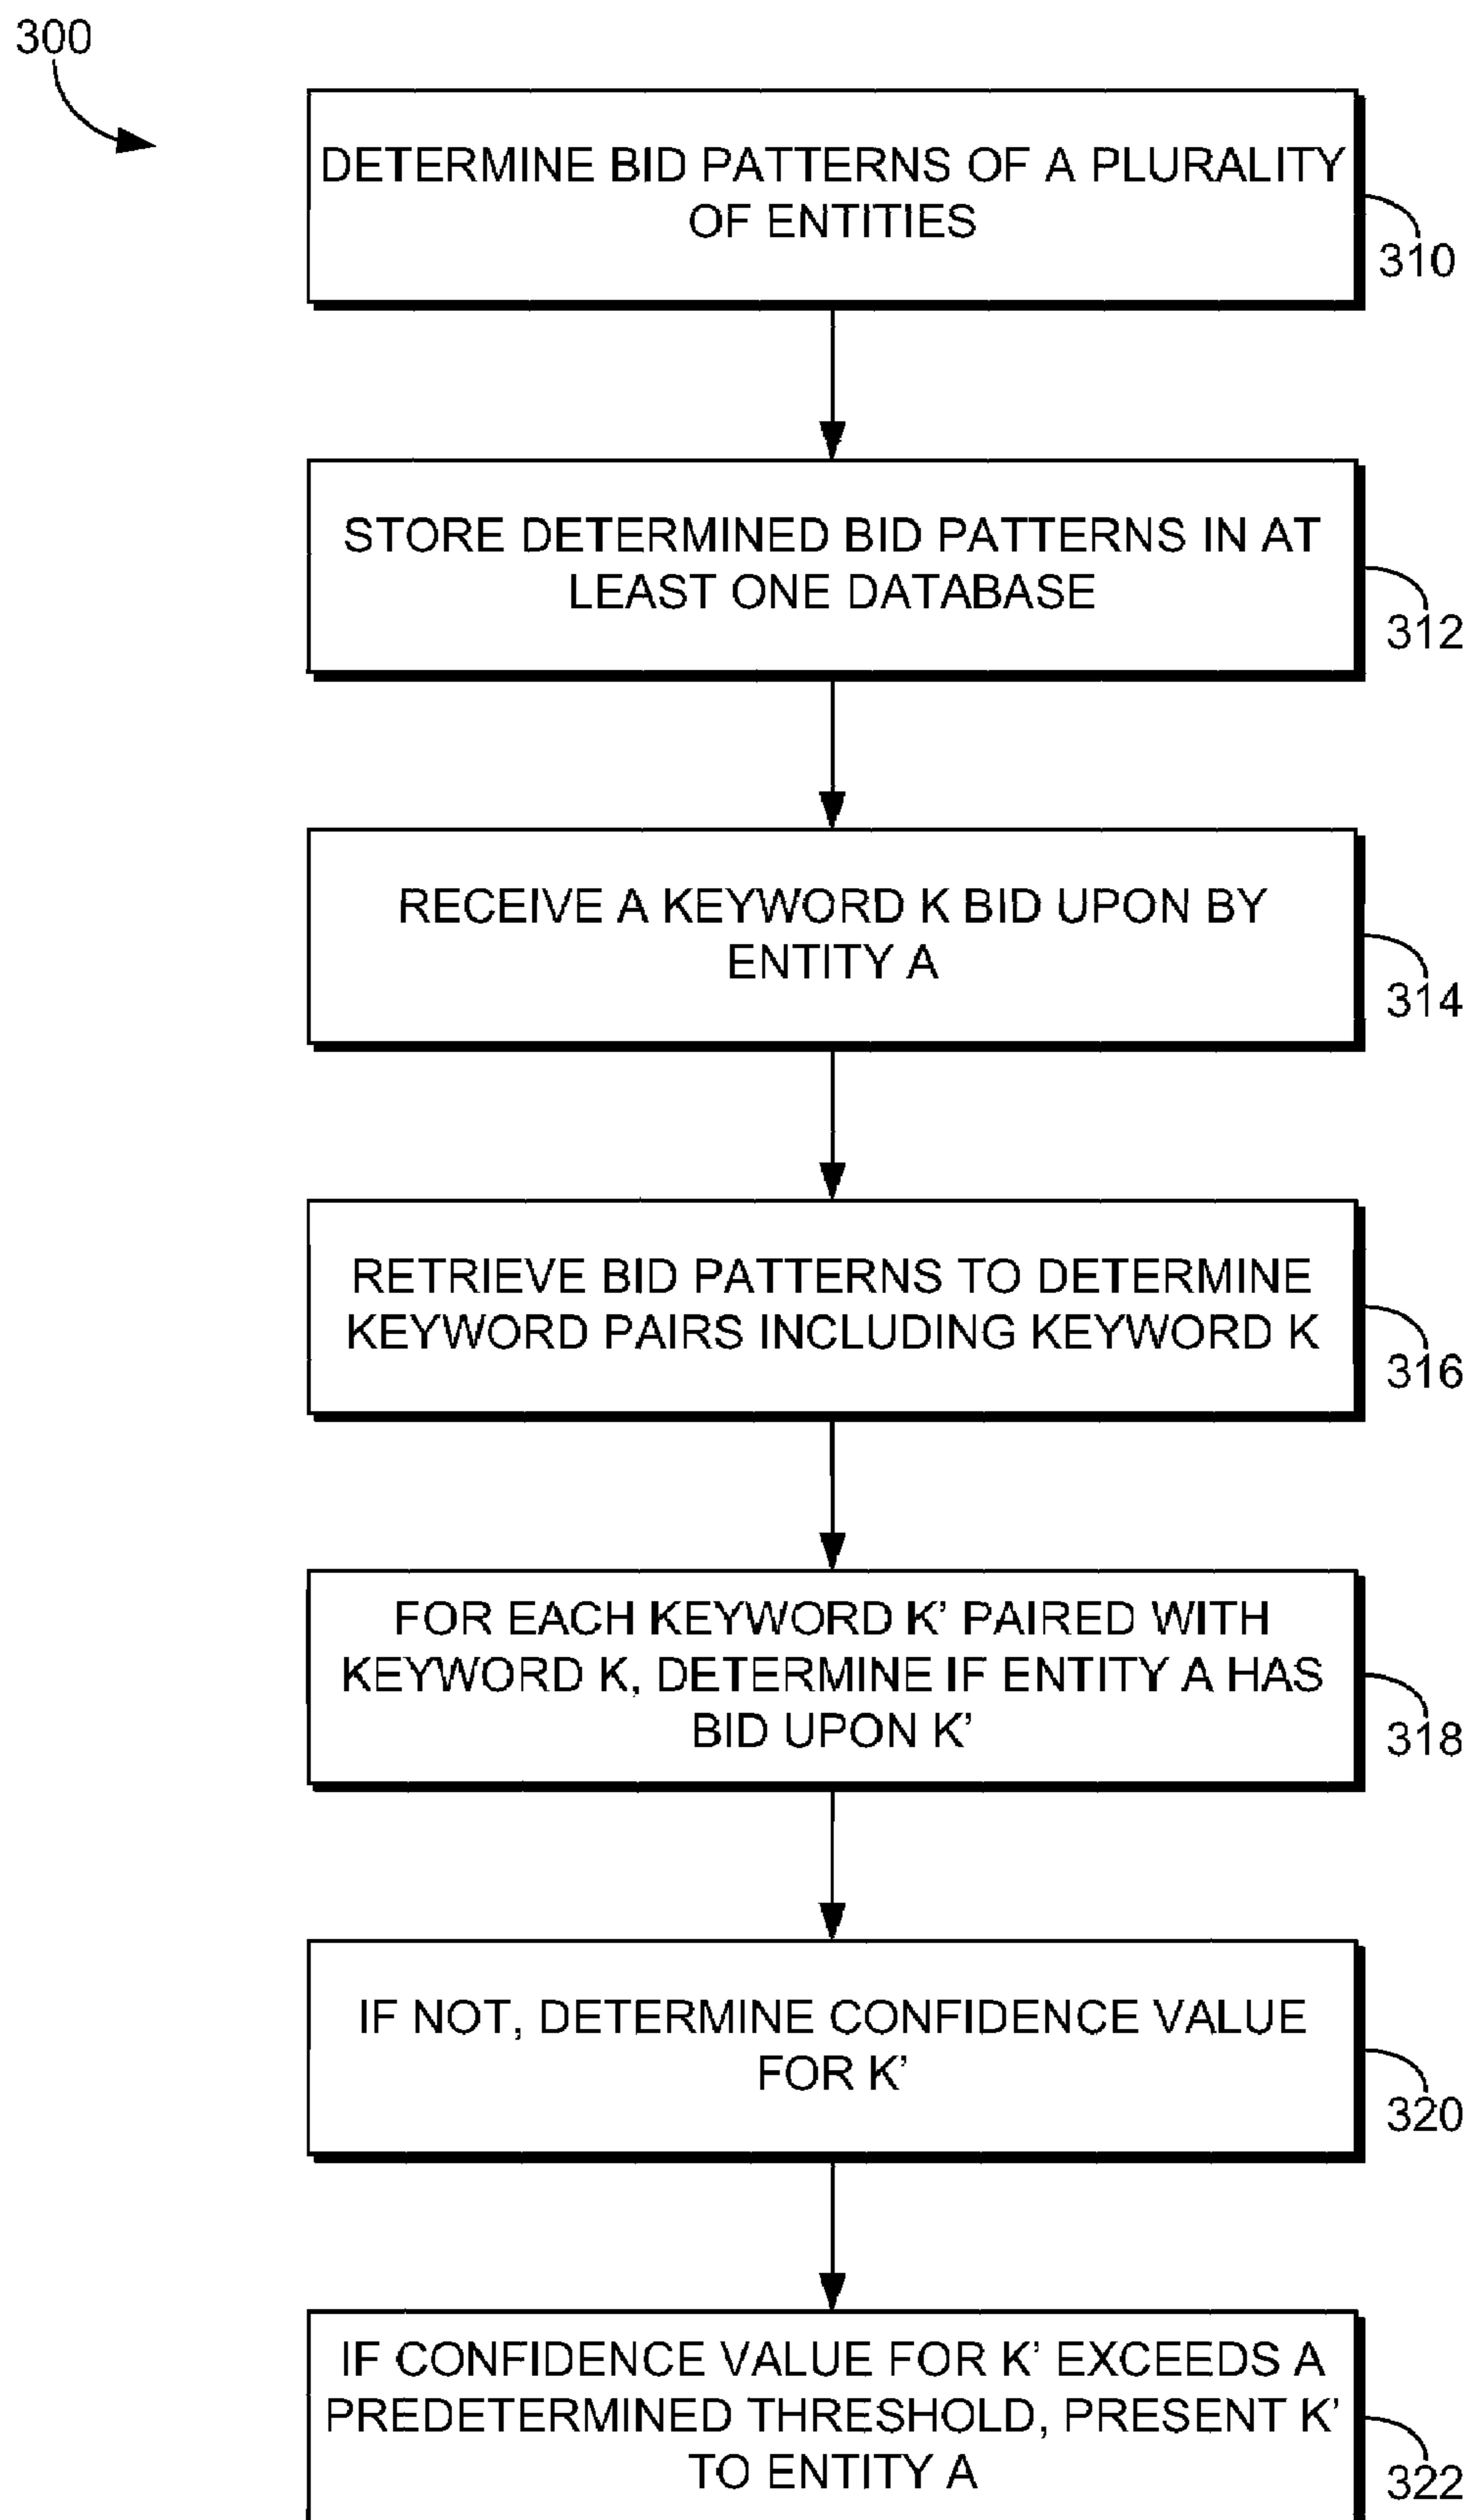 300
DETERMINE BID PATTERNS OF A PLURALITY
OF ENTITIES
310
STORE DETERMINED BID PATTERNS IN AT
LEAST ONE DATABASE
312
RECEIVE A KEYWORD K BID UPON BY
ENTITY A
314
RETRIEVE BID PATTERNS TO DETERMINE
KEYWORD PAIRS INCLUDING KEYWORD K
316
FOR EACH KEYWORD K’ PAIRED WITH
KEYWORD K, DETERMINE IF ENTITY A HAS
BID UPON K’
318
IF NOT, DETERMINE CONFIDENCE VALUE
FOR K’
320
IF CONFIDENCE VALUE FOR K’ EXCEEDS A
PREDETERMINED THRESHOLD, PRESENT K’
TO ENTITY A
322